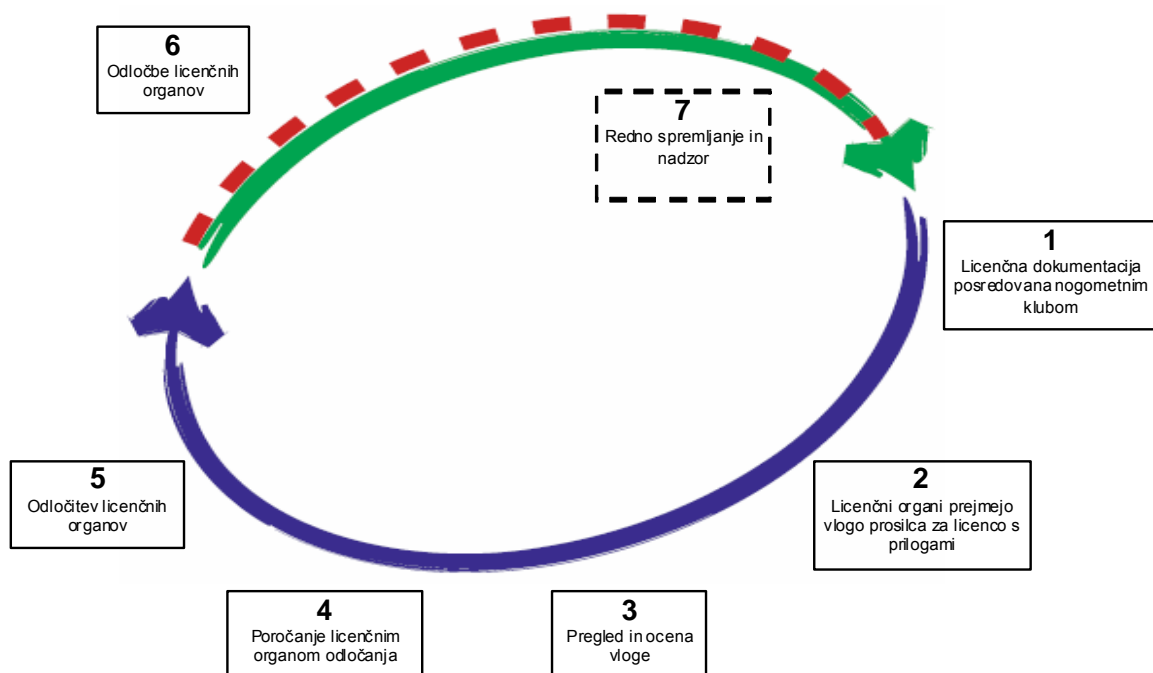 6
Odločbe licenčnih
organov
7
Redno spremljanje in
nadzor
1
Licenčna dokumentacija
posredovana nogometnim
klubom
5
Odločitev licenčnih
organov
2
Licenčni organi prejmejo
vlogo prosilca za licenco s
prilogami
4
Poročanje licenčnim
organom odločanja
3
Pregled in ocena
vloge